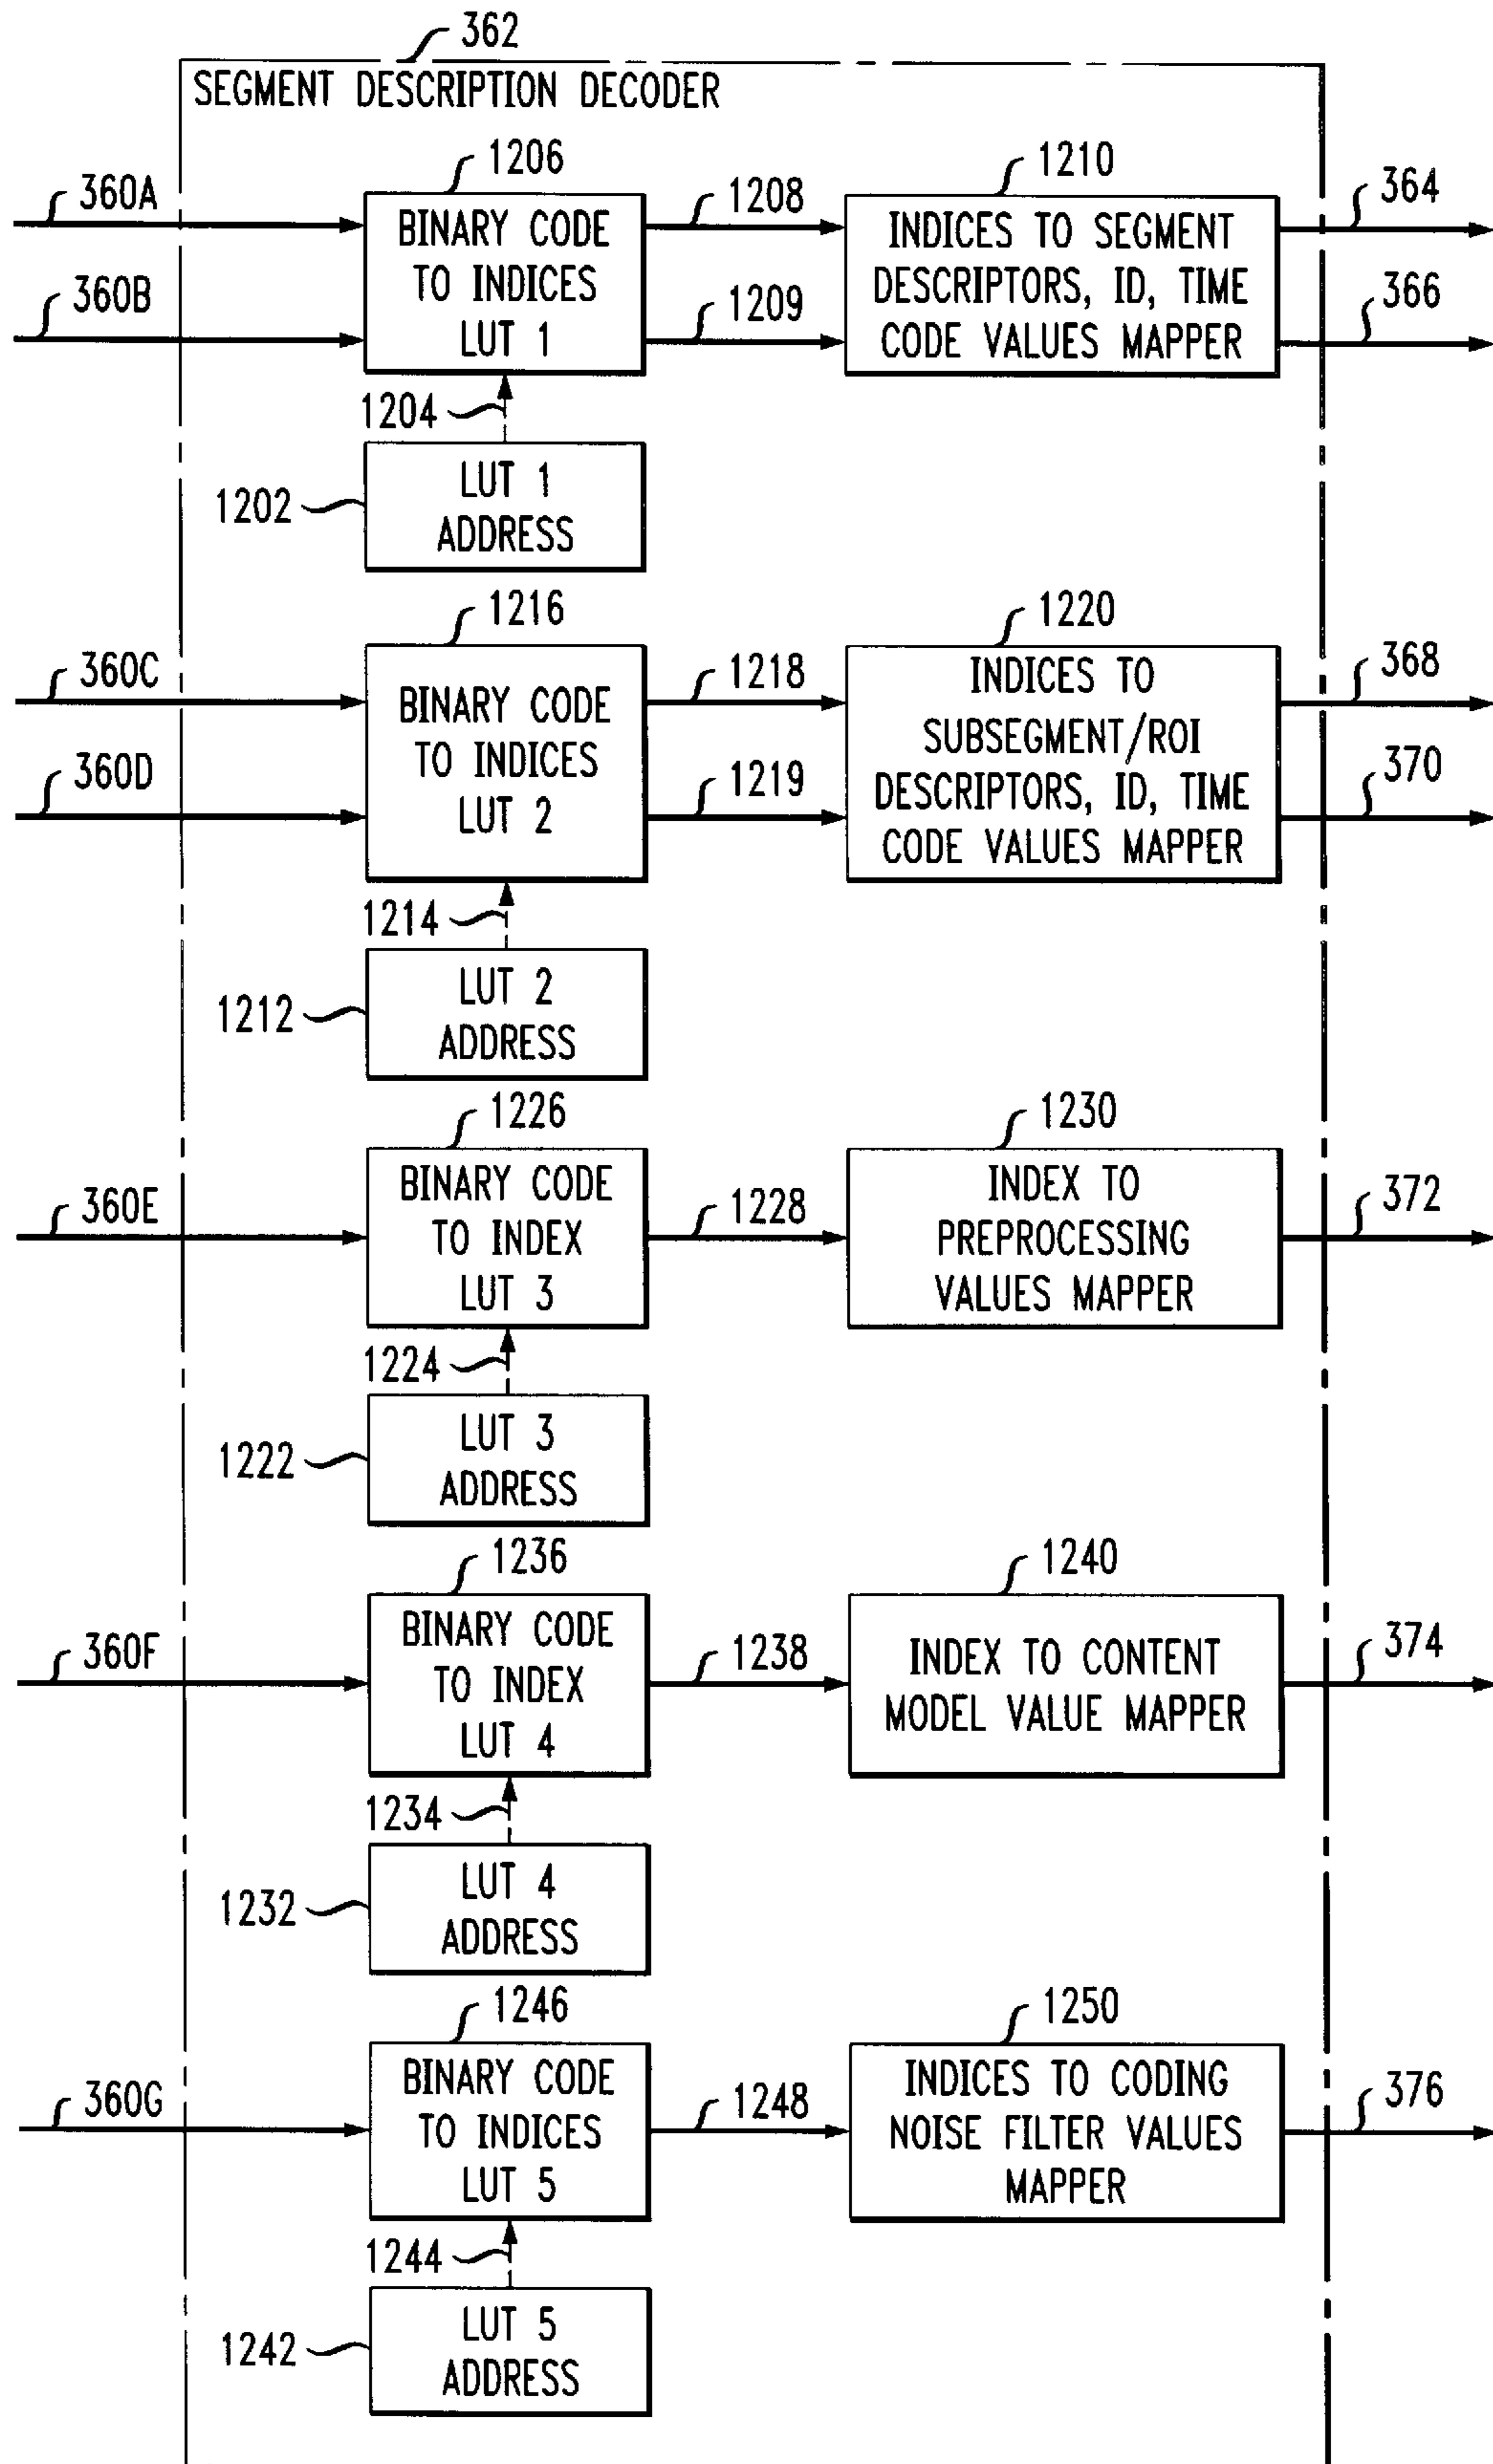 362
SEGMENT DESCRIPTION DECODER
1206
1210
360A
BINARY CODE
TO INDICES
LUT 1
1208
INDICES TO SEGMENT
DESCRIPTORS, ID, TIME
CODE VALUES MAPPER
364
360B
1209
366
1204
1202
LUT 1
ADDRESS
1216
1220
360C
BINARY CODE
TO INDICES
LUT 2
1218
INDICES TO
SUBSEGMENT/ROI
DESCRIPTORS, ID, TIME
CODE VALUES MAPPER
368
360D
1219
370
1214
1212
LUT 2
ADDRESS
1226
1230
360E
BINARY CODE
TO INDEX
LUT 3
1228
INDEX TO
PREPROCESSING
VALUES MAPPER
372
1224
1222
LUT 3
ADDRESS
1236
1240
360F
BINARY CODE
TO INDEX
LUT 4
1238
INDEX TO CONTENT
MODEL VALUE MAPPER
374
1234
1232
LUT 4
ADDRESS
1246
1250
360G
BINARY CODE
TO INDICES
LUT 5
1248
INDICES TO CODING
NOISE FILTER VALUES
MAPPER
376
1244
1242
LUT 5
ADDRESS